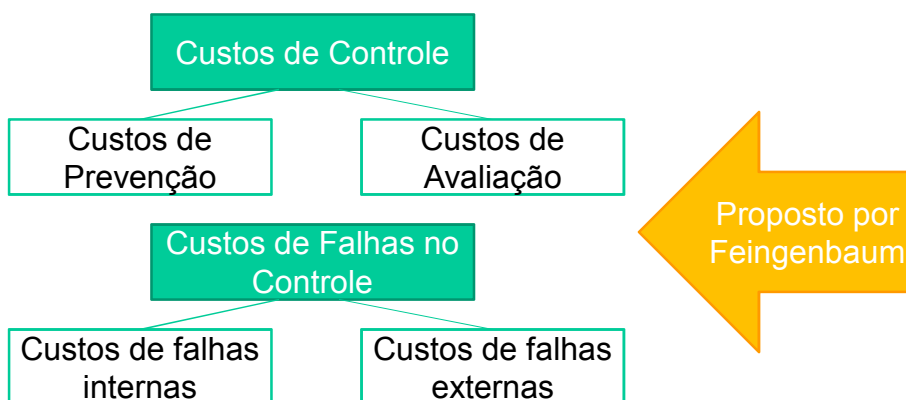 Custos de Controle
Custos de
Prevenção
Custos de
Avaliação
Proposto por
Feingenbaum
Custos de Falhas no
Controle
Custos de falhas
internas
Custos de falhas
externas